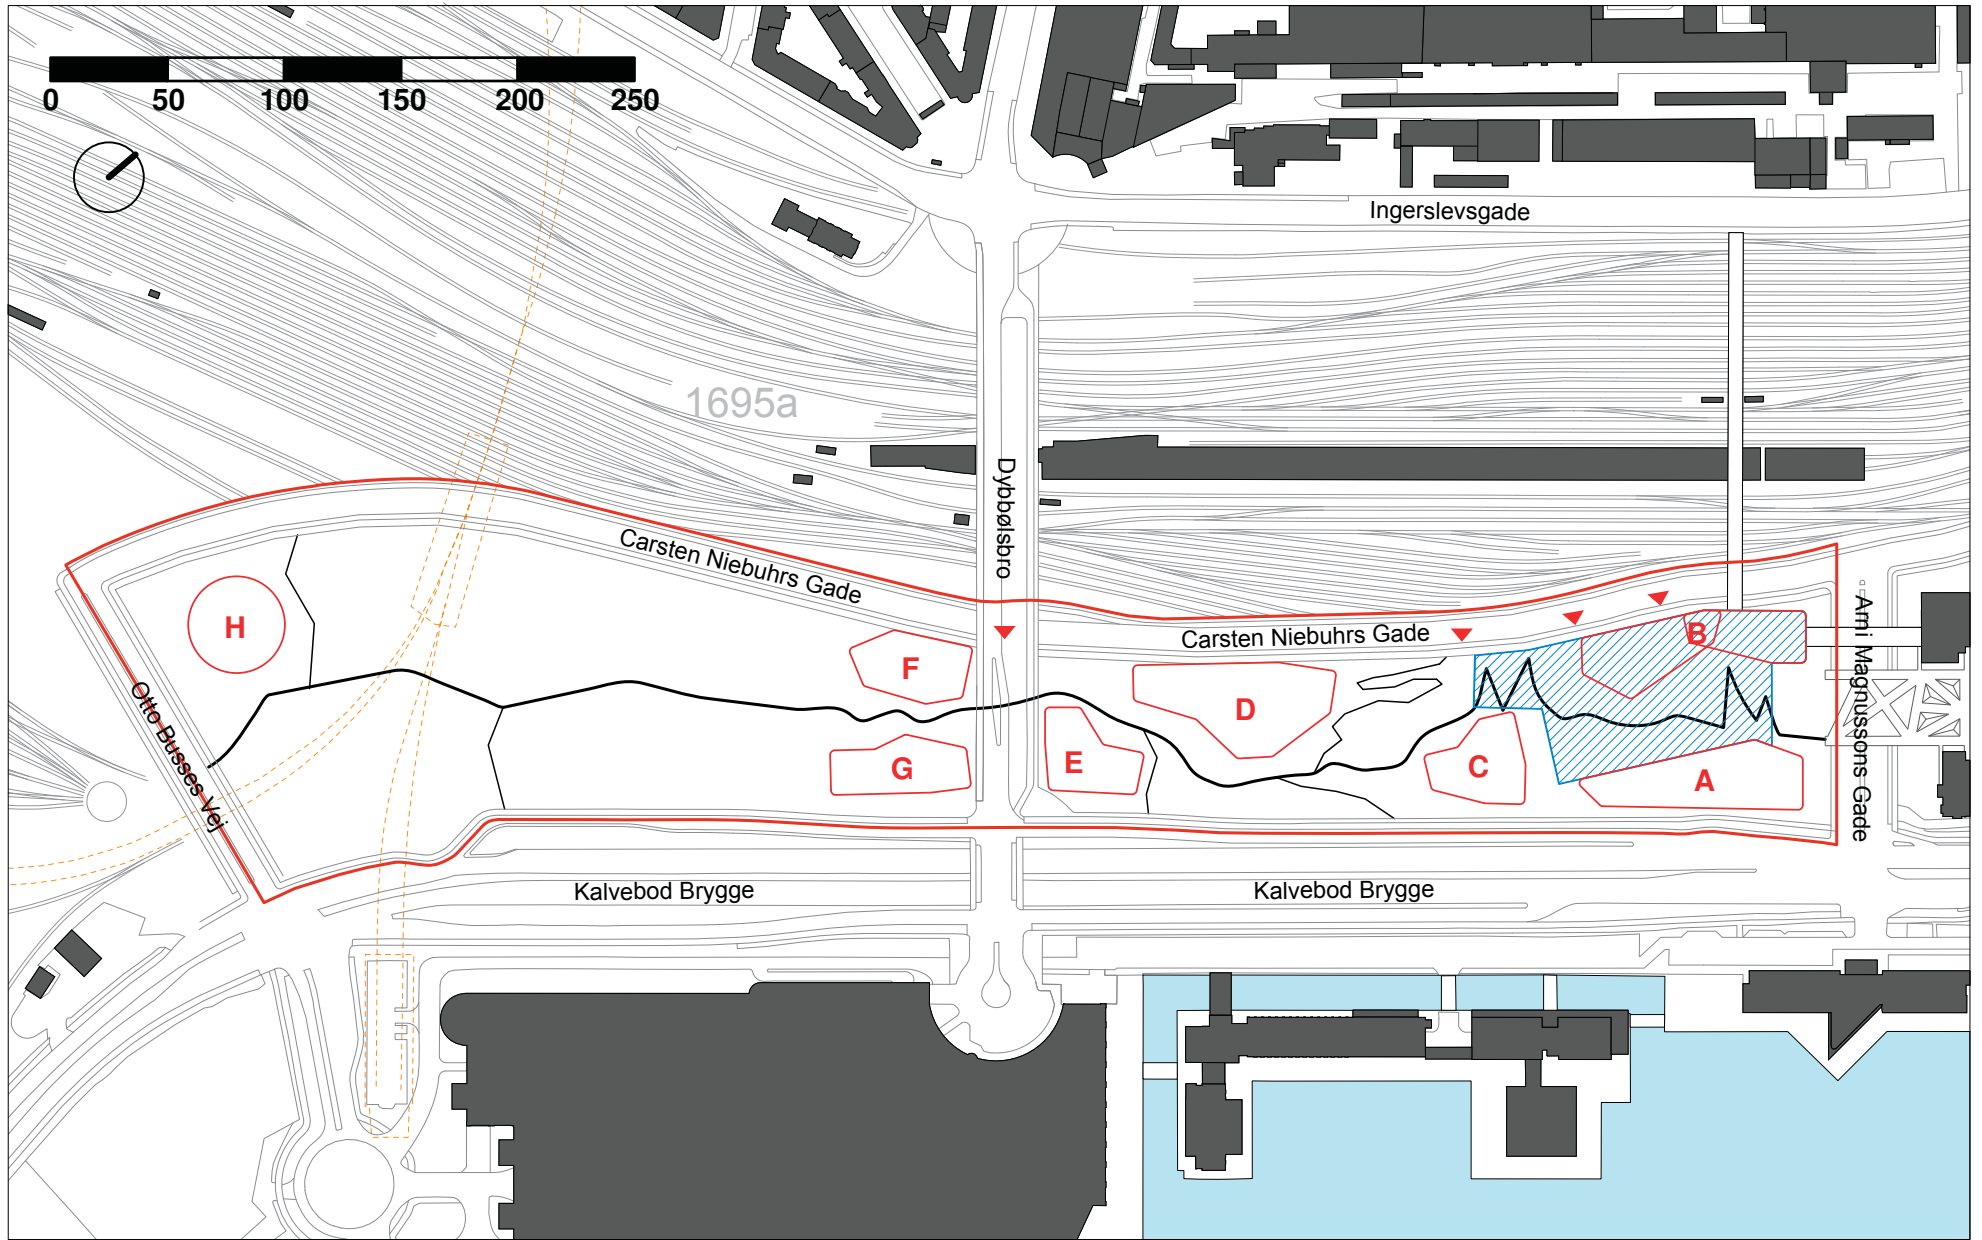 0 50 100 150 200 250
Ingerslevsgade
1695a
Dybbølsbro
Carsten Niebuhrs Gade
Carsten Niebuhrs Gade
Arni Magnussons Gade
H
B
F
D
Otto Busses Vej
G
E
C
A
Kalvebod Brygge
Kalvebod Brygge